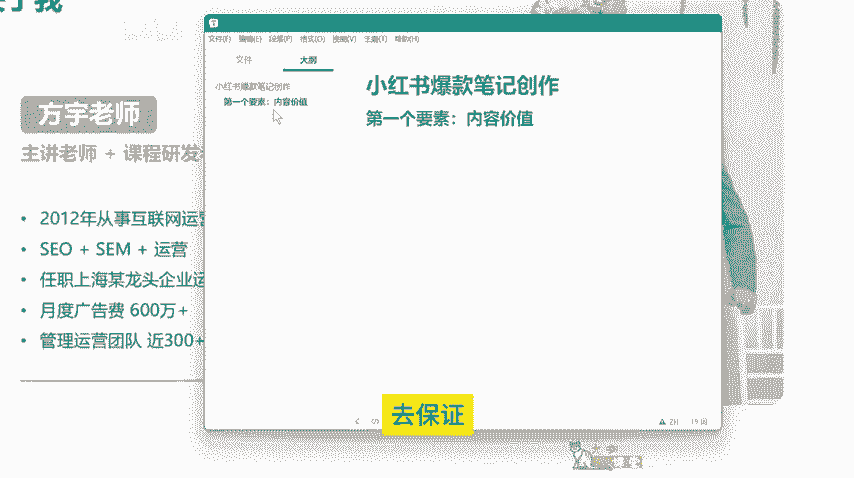 关于我
文件(F) 编辑(E) 段落(P) 格式(O) 视图(V) 主题(T) 帮助(H)
文件 大纲
小红书爆款笔记创作
第一个要素：内容价值
小红书爆款笔记创作
第一个要素：内容价值
方宇老师
主讲老师 + 课程研发
• 2012年从事互联网运营
• SEO + SEM + 运营
• 任职上海某龙头企业运
• 月度广告费 600万+
• 管理运营团队 近300+
去保证
ZH 19 词